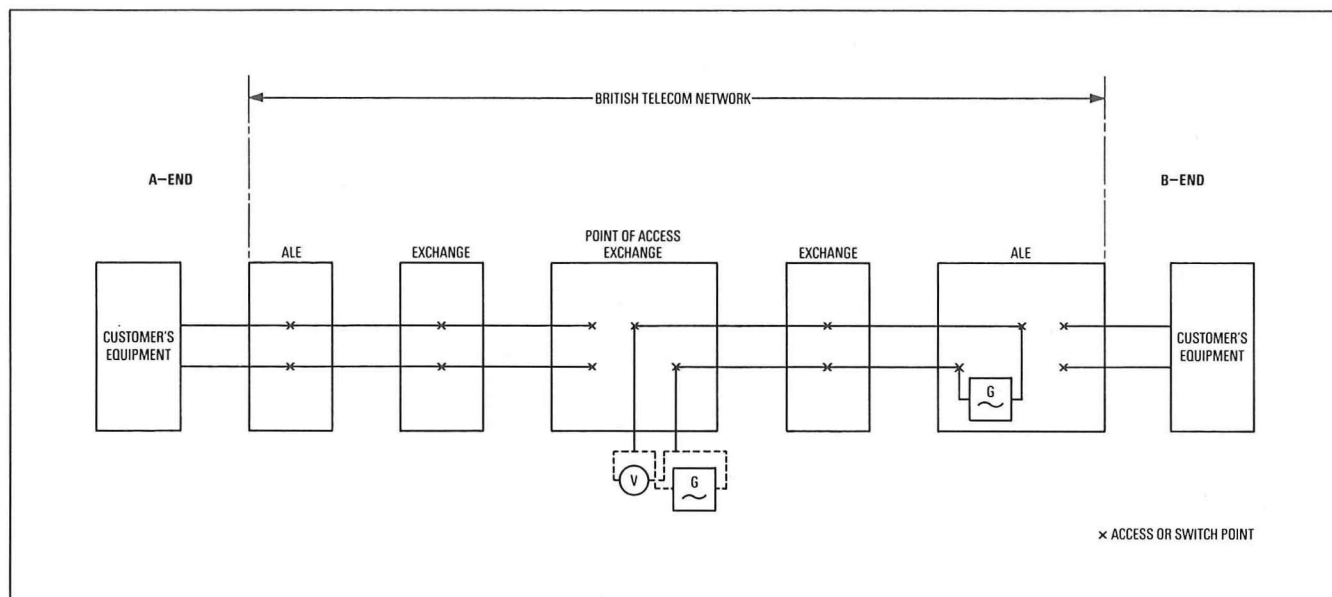 BRITISH TELECOM NETWORK
A—END
B—END
ALE
EXCHANGE
POINT OF ACCESS
EXCHANGE
EXCHANGE
ALE
CUSTOMER'S
EQUIPMENT
CUSTOMER'S
EQUIPMENT
G
V
G
× ACCESS OR SWITCH POINT